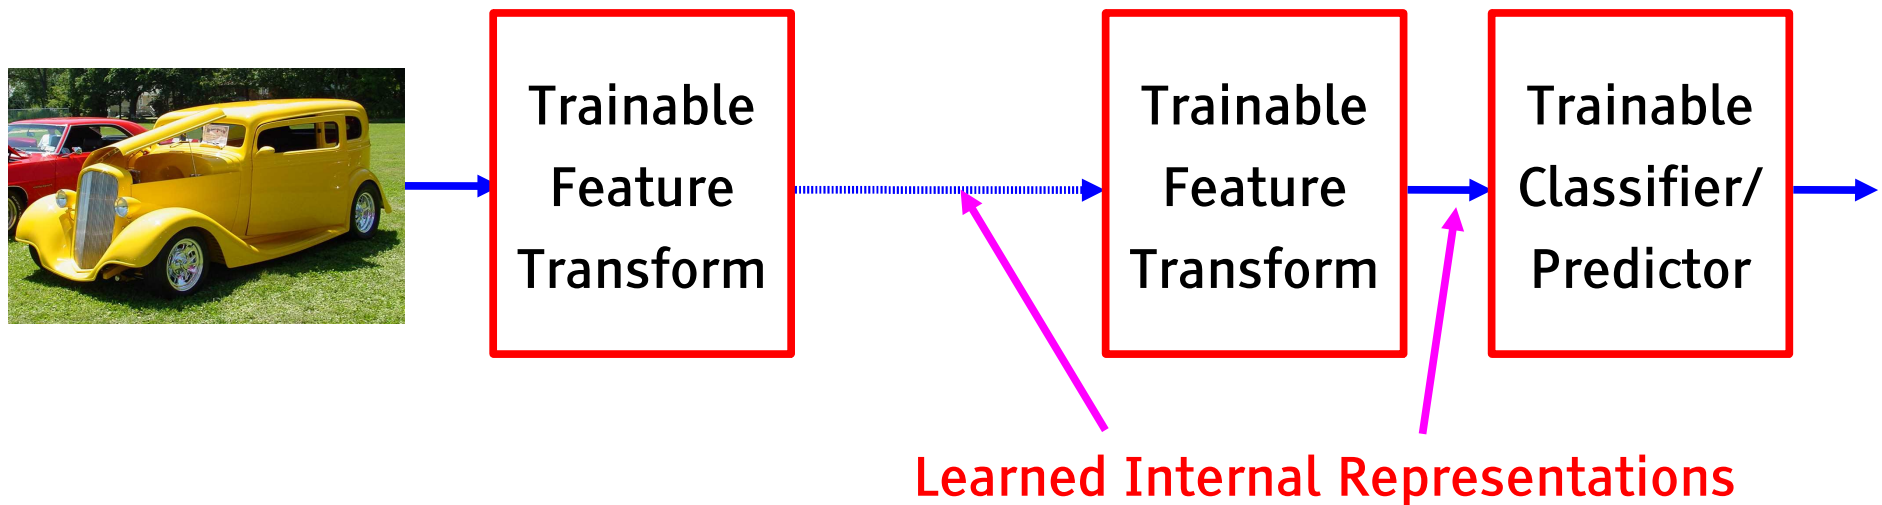 Trainable
Feature
Transform
Trainable
Feature
Transform
Trainable
Classifier/
Predictor
Learned Internal Representations